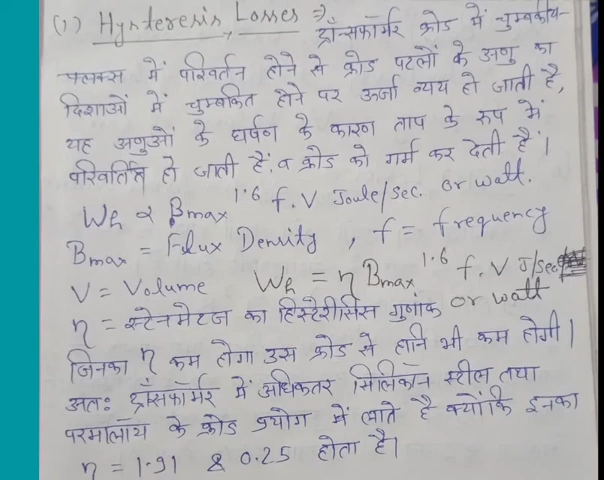 (1) Hynteresis Losses ⇒ ट्राँन्सफॉर्मर क्रोड में चुम्बकीय-
फ्लक्स में परिवर्तन होने से क्रोड पटलों के अणु का
दिशाओं में चुम्बकित होने पर ऊर्जा व्यय हो जाती है,
यह अणुओं के घर्षण के कारण ताप के रूप में
परिवर्तित हो जाती हैं. व क्रोड को गर्म कर देती हैं।
Wh ∝ Bmax^1.6 f. V Joule/sec. or watt.
Bmax = Flux Density , f = frequency
V = Volume Wh = η Bmax^1.6 f. V J/sec
η = स्टेनमेटज का हिस्टेरीसिस गुणांक or watt
जिनका η कम होगा उस क्रोड से हानि भी कम होगी।
अतः ट्राँसफॉर्मर में अधिकतर सिलिकॉन स्टील तथा
परमालॉय के क्रोड प्रयोग में लाते है क्योंकि इनका
η = 1.91 & 0.25 होता है।